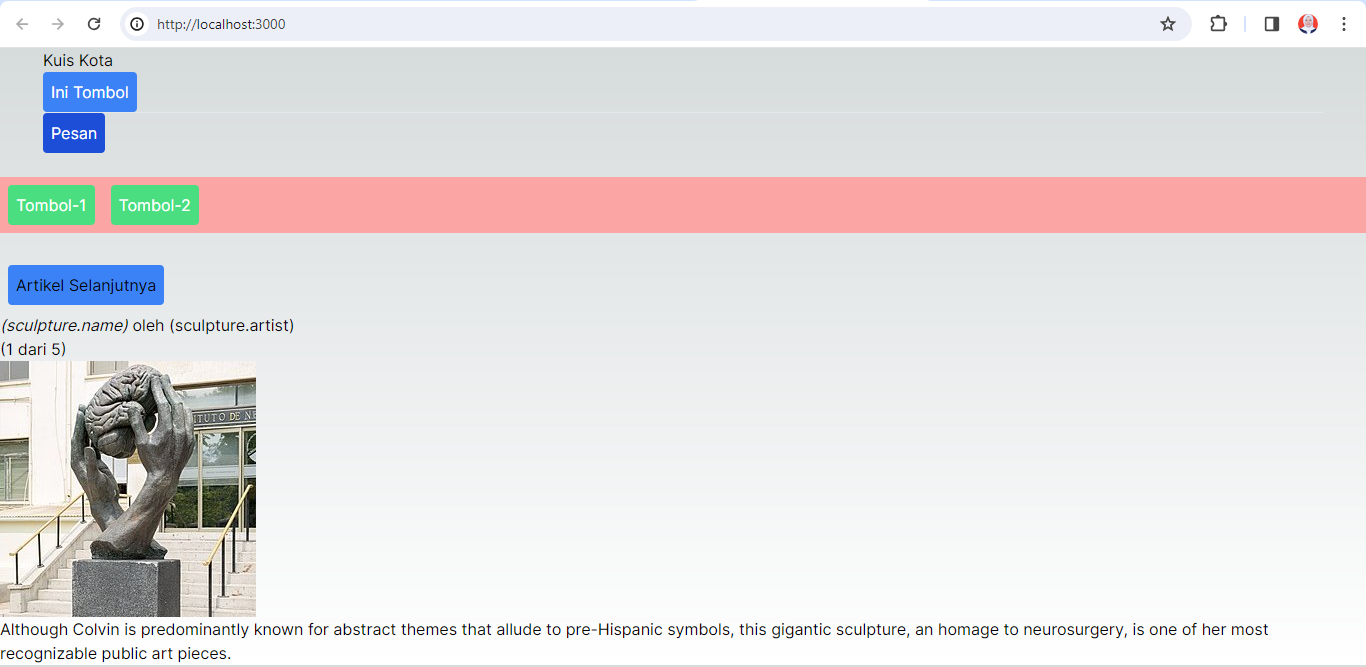 http://localhost:3000
Kuis Kota
Ini Tombol
Pesan
Tombol-1 Tombol-2
Artikel Selanjutnya
(sculpture.name) oleh (sculpture.artist)
(1 dari 5)
TUTO DE NE
Although Colvin is predominantly known for abstract themes that allude to pre-Hispanic symbols, this gigantic sculpture, an homage to neurosurgery, is one of her most
recognizable public art pieces.